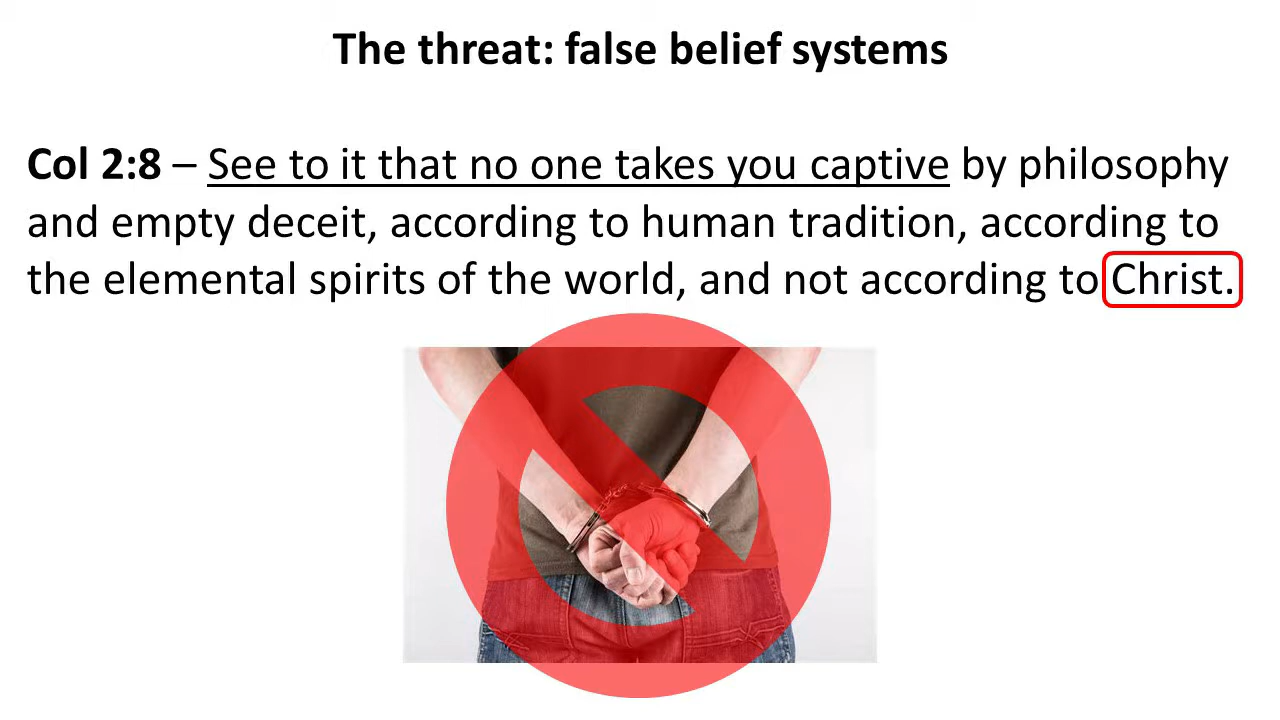 The threat: false belief systems
Col 2:8 – See to it that no one takes you captive by philosophy
and empty deceit, according to human tradition, according to
the elemental spirits of the world, and not according to Christ.